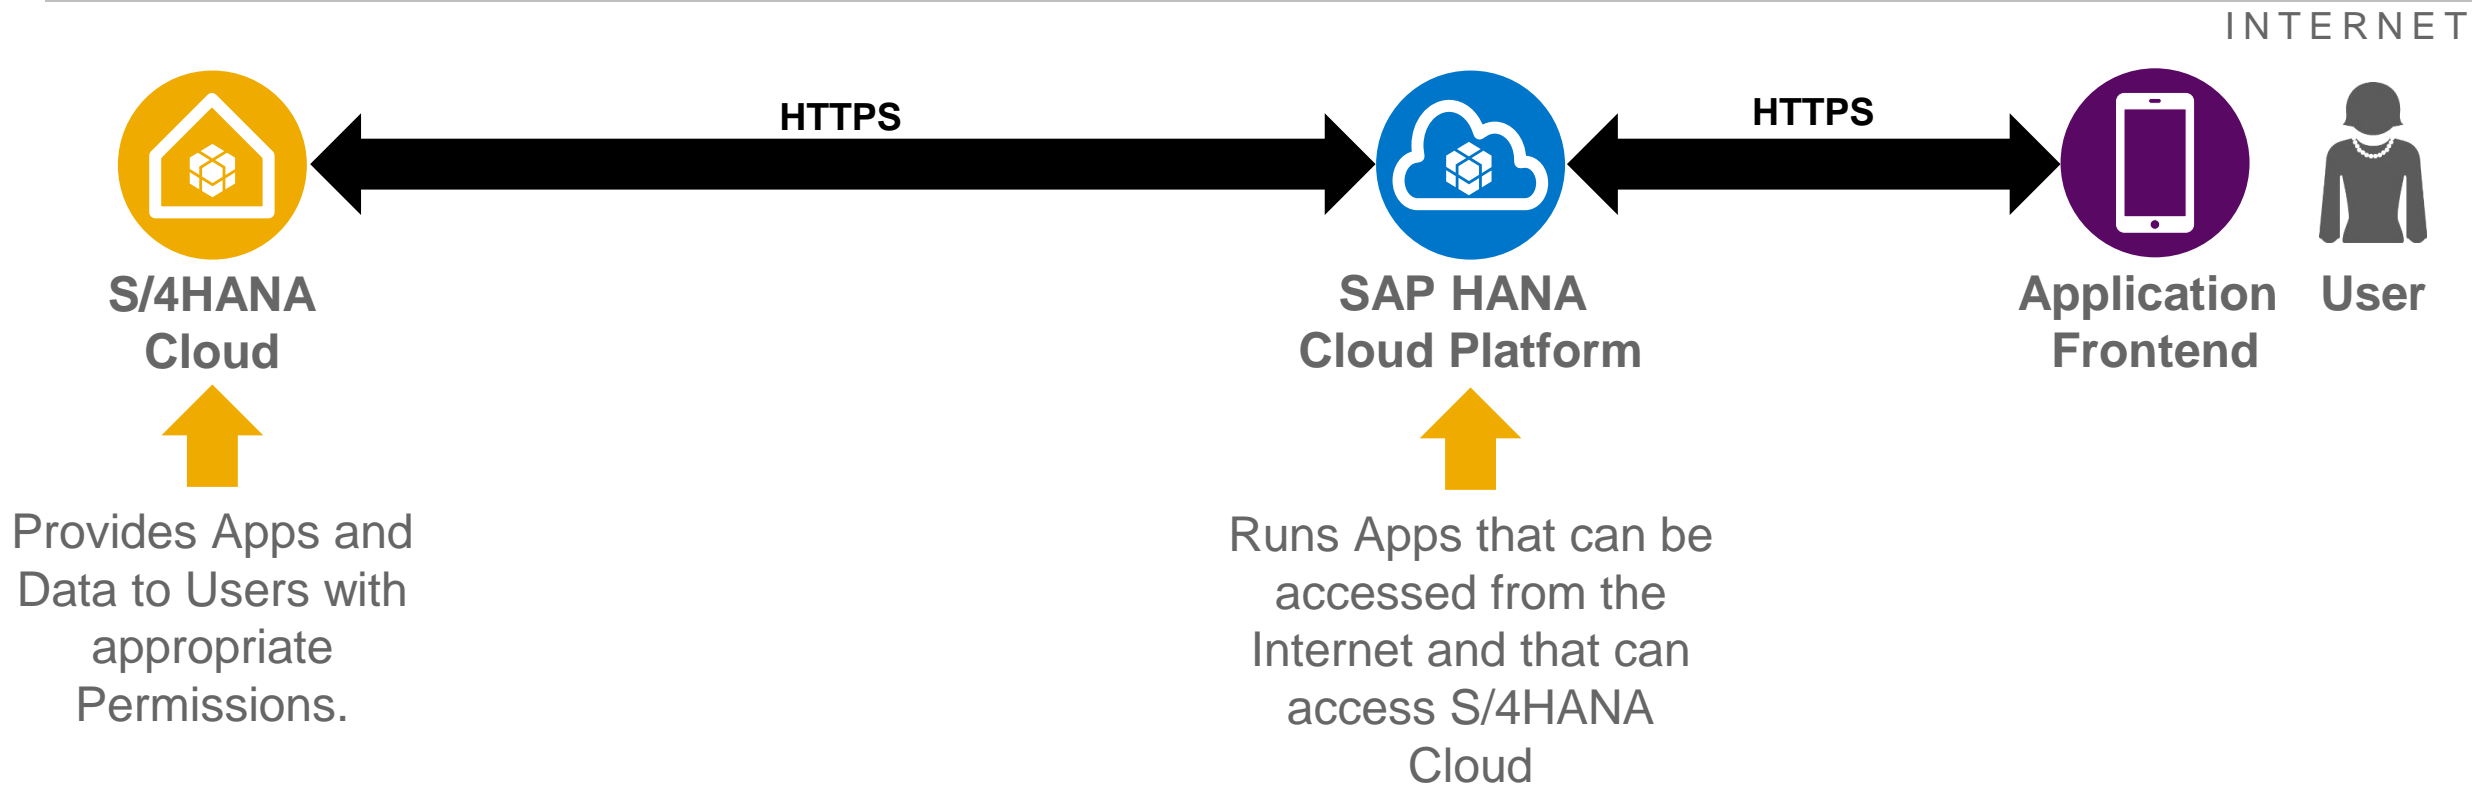 INTERNET
HTTPS
HTTPS
S/4HANA
Cloud
SAP HANA
Cloud Platform
Application
Frontend
User
Provides Apps and
Data to Users with
appropriate
Permissions.
Runs Apps that can be
accessed from the
Internet and that can
access S/4HANA
Cloud